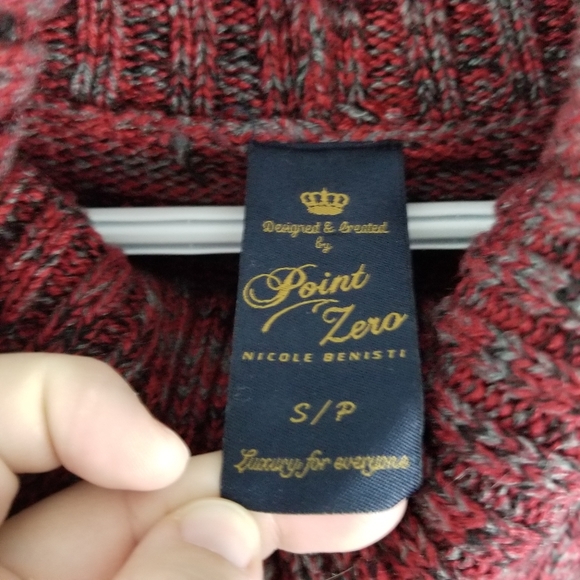 Designed & Created
by
Point
Zero
NICOLE BENISTI
S/P
Luxury for everyone